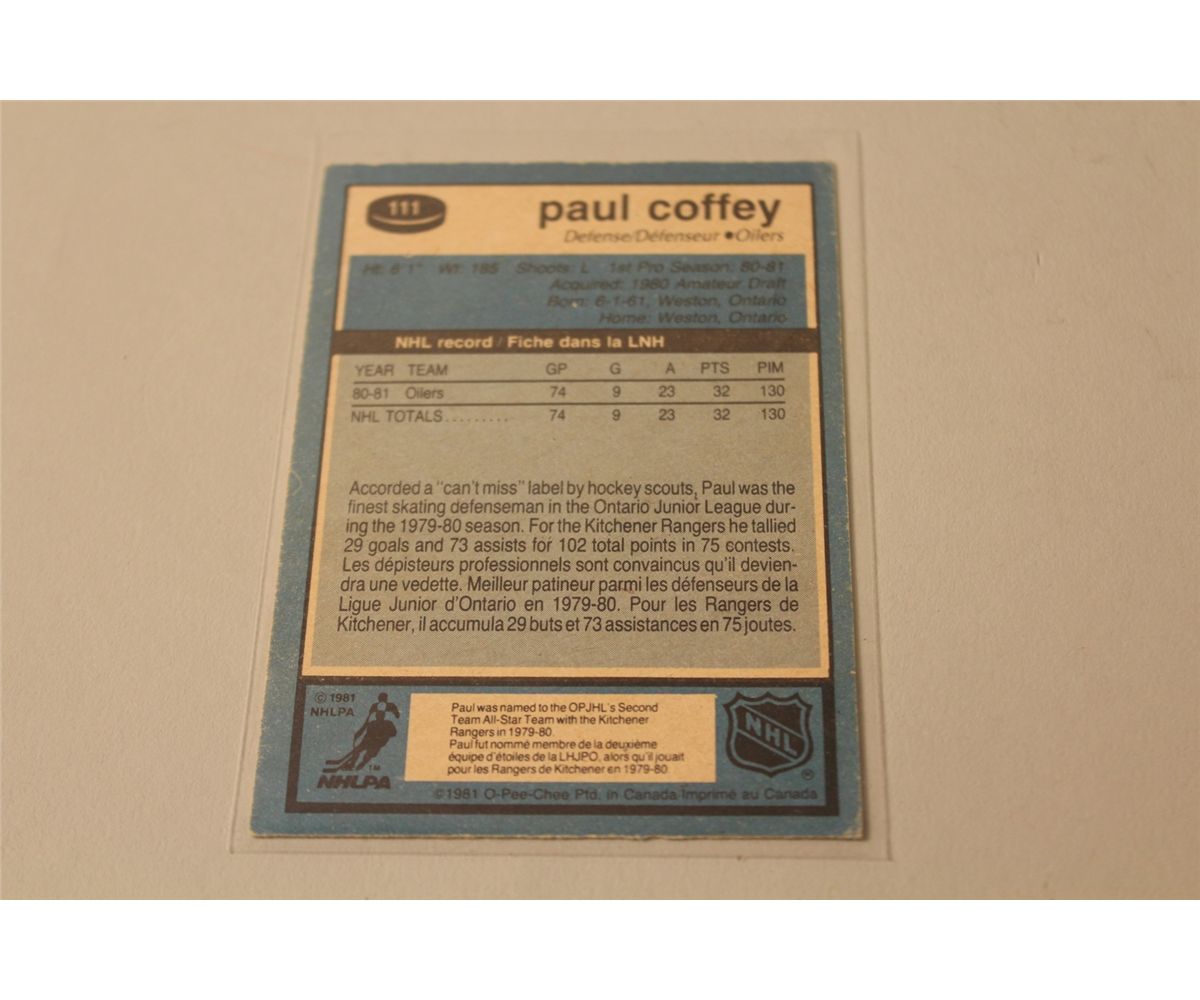 111
paul coffey
Defense/Défenseur •Oilers
Ht: 6'1" Wt: 185 Shoots: L 1st Pro Season: 80-81
Acquired: 1980 Amateur Draft
Born: 6-1-61, Weston, Ontario
Home: Weston, Ontario
NHL record / Fiche dans la LNH
YEAR TEAM GP G A PTS PIM
80-81 Oilers 74 9 23 32 130
NHL TOTALS......... 74 9 23 32 130
Accorded a "can't miss" label by hockey scouts, Paul was the
finest skating defenseman in the Ontario Junior League dur-
ing the 1979-80 season. For the Kitchener Rangers he tallied
29 goals and 73 assists for 102 total points in 75 contests.
Les dépisteurs professionnels sont convaincus qu'il devien-
dra une vedette. Meilleur patineur parmi les défenseurs de la
Ligue Junior d'Ontario en 1979-80. Pour les Rangers de
Kitchener, il accumula 29 buts et 73 assistances en 75 joutes.
© 1981
NHLPA
TM
NHLPA
Paul was named to the OPJHL's Second
Team All-Star Team with the Kitchener
Rangers in 1979-80.
Paul fut nommé membre de la deuxième
équipe d'étoiles de la LHJPO, alors qu'il jouait
pour les Rangers de Kitchener en 1979-80.
NHL
®
©1981 O-Pee-Chee Ptd. in Canada Imprimé au Canada